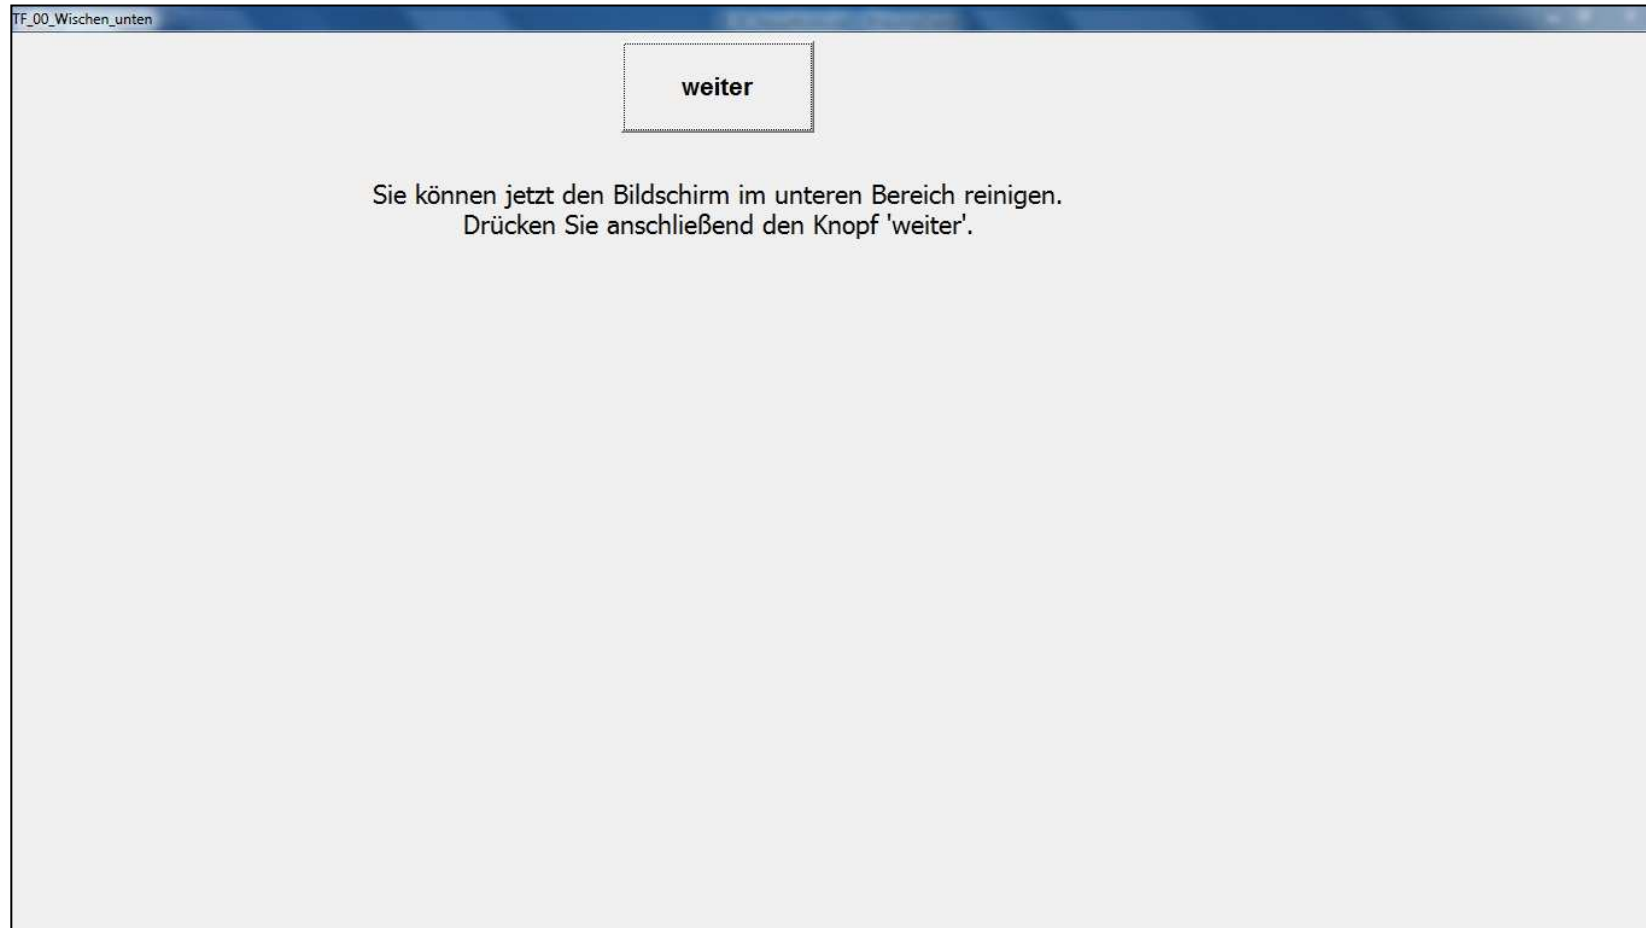 TF_00_Wischen_unten
weiter
Sie können jetzt den Bildschirm im unteren Bereich reinigen.
Drücken Sie anschließend den Knopf 'weiter'.